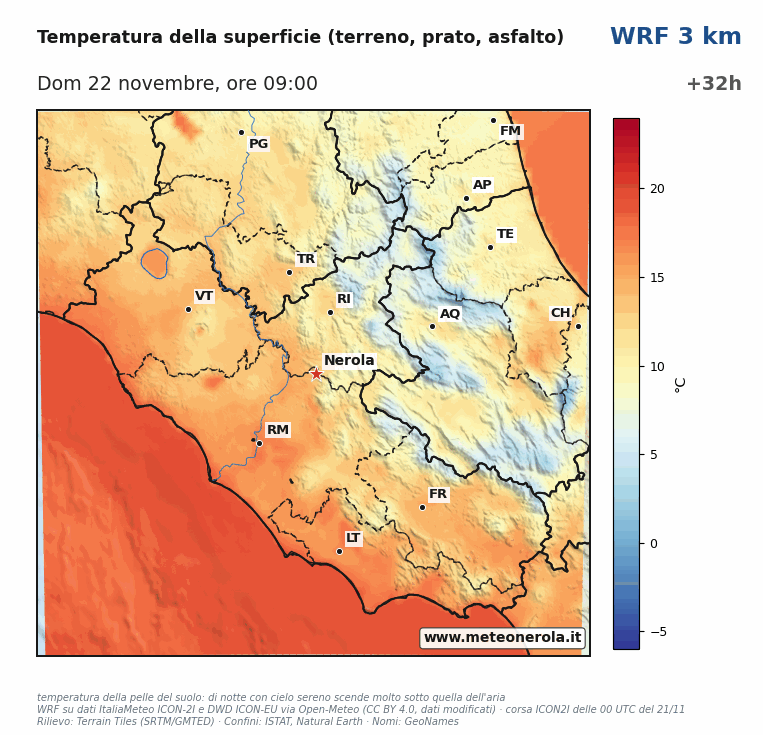 Temperatura della superficie (terreno, prato, asfalto)
WRF 3 km
Dom 22 novembre, ore 09:00
+32h
PG
FM
AP
TE
TR
VT
RI
AQ
CH
Nerola
RM
FR
LT
www.meteonerola.it
20
15
10
5
0
−5
°C
temperatura della pelle del suolo: di notte con cielo sereno scende molto sotto quella dell'aria
WRF su dati ItaliaMeteo ICON-2I e DWD ICON-EU via Open-Meteo (CC BY 4.0, dati modificati) · corsa ICON2I delle 00 UTC del 21/11
Rilievo: Terrain Tiles (SRTM/GMTED) · Confini: ISTAT, Natural Earth · Nomi: GeoNames